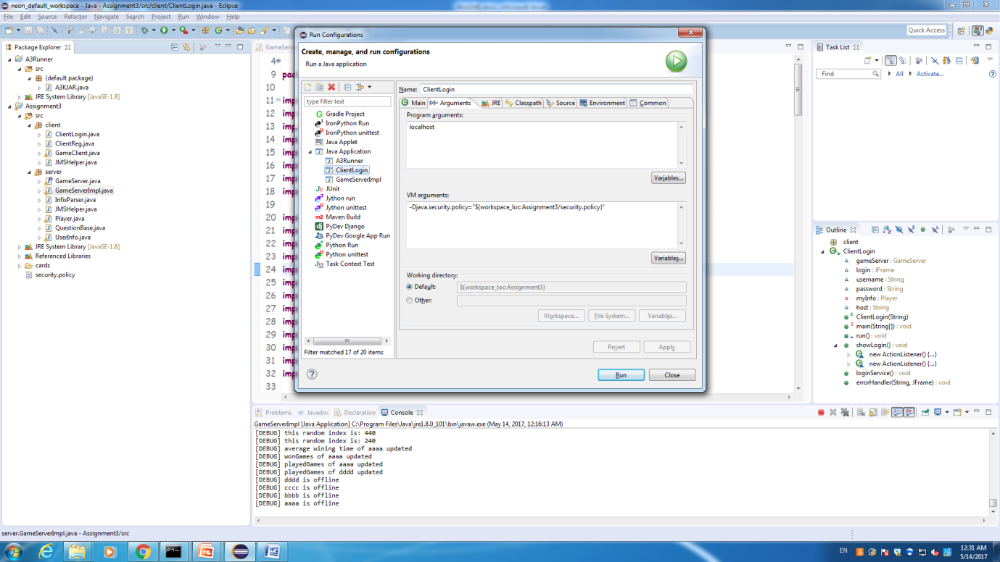 neon_default_workspace - Java - Assignment3/src/client/ClientLogin.java - Eclipse
File Edit Source Refactor Navigate Search Project Run Window Help
Quick Access
Package Explorer
A3Runner
src
(default package)
A3KJAR.java
JRE System Library [JavaSE-1.8]
Assignment3
src
client
ClientLogin.java
ClientReg.java
GameClient.java
JMSHelper.java
server
GameServer.java
GameServerImpl.java
InfixParser.java
JMSHelper.java
Player.java
QuestionBase.java
UserInfo.java
JRE System Library [JavaSE-1.8]
Referenced Libraries
cards
security.policy
GameServ
4
9 pac
10
11 imp
12 imp
13 imp
14 imp
15 imp
16 imp
17 imp
18 imp
19
20 imp
21 imp
22 imp
23 imp
24 imp
25 imp
26 imp
27 imp
28 imp
29 imp
30 imp
31 imp
32 imp
33
Run Configurations
Create, manage, and run configurations
Run a Java application
type filter text
Gradle Project
IronPython Run
IronPython unittest
Java Applet
Java Application
A3Runner
ClientLogin
GameServerImpl
JUnit
Jython run
Jython unittest
Maven Build
PyDev Django
PyDev Google App Run
Python Run
Python unittest
Task Context Test
Filter matched 17 of 20 items
Name: ClientLogin
Main (x)= Arguments JRE Classpath Source Environment Common
Program arguments:
localhost
Variables...
VM arguments:
-Djava.security.policy="${workspace_loc:Assignment3/security.policy}"
Variables...
Working directory:
Default: ${workspace_loc:Assignment3}
Other:
Workspace... File System... Variables...
Revert Apply
Run Close
Task List
Find All Activate...
Outline
client
ClientLogin
gameServer : GameServer
login : JFrame
username : String
password : String
myInfo : Player
host : String
ClientLogin(String)
main(String[]) : void
run() : void
showLogin() : void
new ActionListener() {...}
new ActionListener() {...}
loginService() : void
errorHandler(String, JFrame) : void
Problems @ Javadoc Declaration Console
GameServerImpl [Java Application] C:\Program Files\Java\jre1.8.0_101\bin\javaw.exe (May 14, 2017, 12:16:13 AM)
[DEBUG] this random index is: 440
[DEBUG] this random index is: 240
[DEBUG] average wining time of aaaa updated
[DEBUG] wonGames of aaaa updated
[DEBUG] playedGames of aaaa updated
[DEBUG] playedGames of dddd updated
[DEBUG] dddd is offline
[DEBUG] cccc is offline
[DEBUG] bbbb is offline
[DEBUG] aaaa is offline
server.GameServerImpl.java - Assignment3/src
EN
12:31 AM
5/14/2017